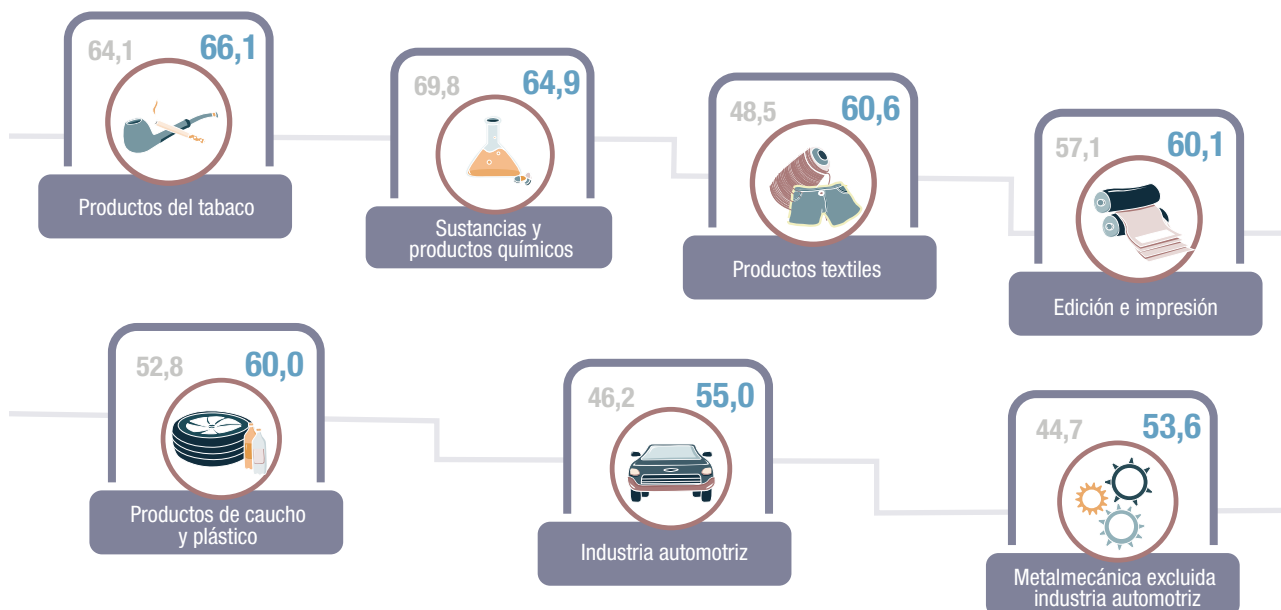 64,1 66,1
Productos del tabaco
69,8 64,9
Sustancias y
productos químicos
48,5 60,6
Productos textiles
57,1 60,1
Edición e impresión
52,8 60,0
Productos de caucho
y plástico
46,2 55,0
Industria automotriz
44,7 53,6
Metalmecánica excluida
industria automotriz